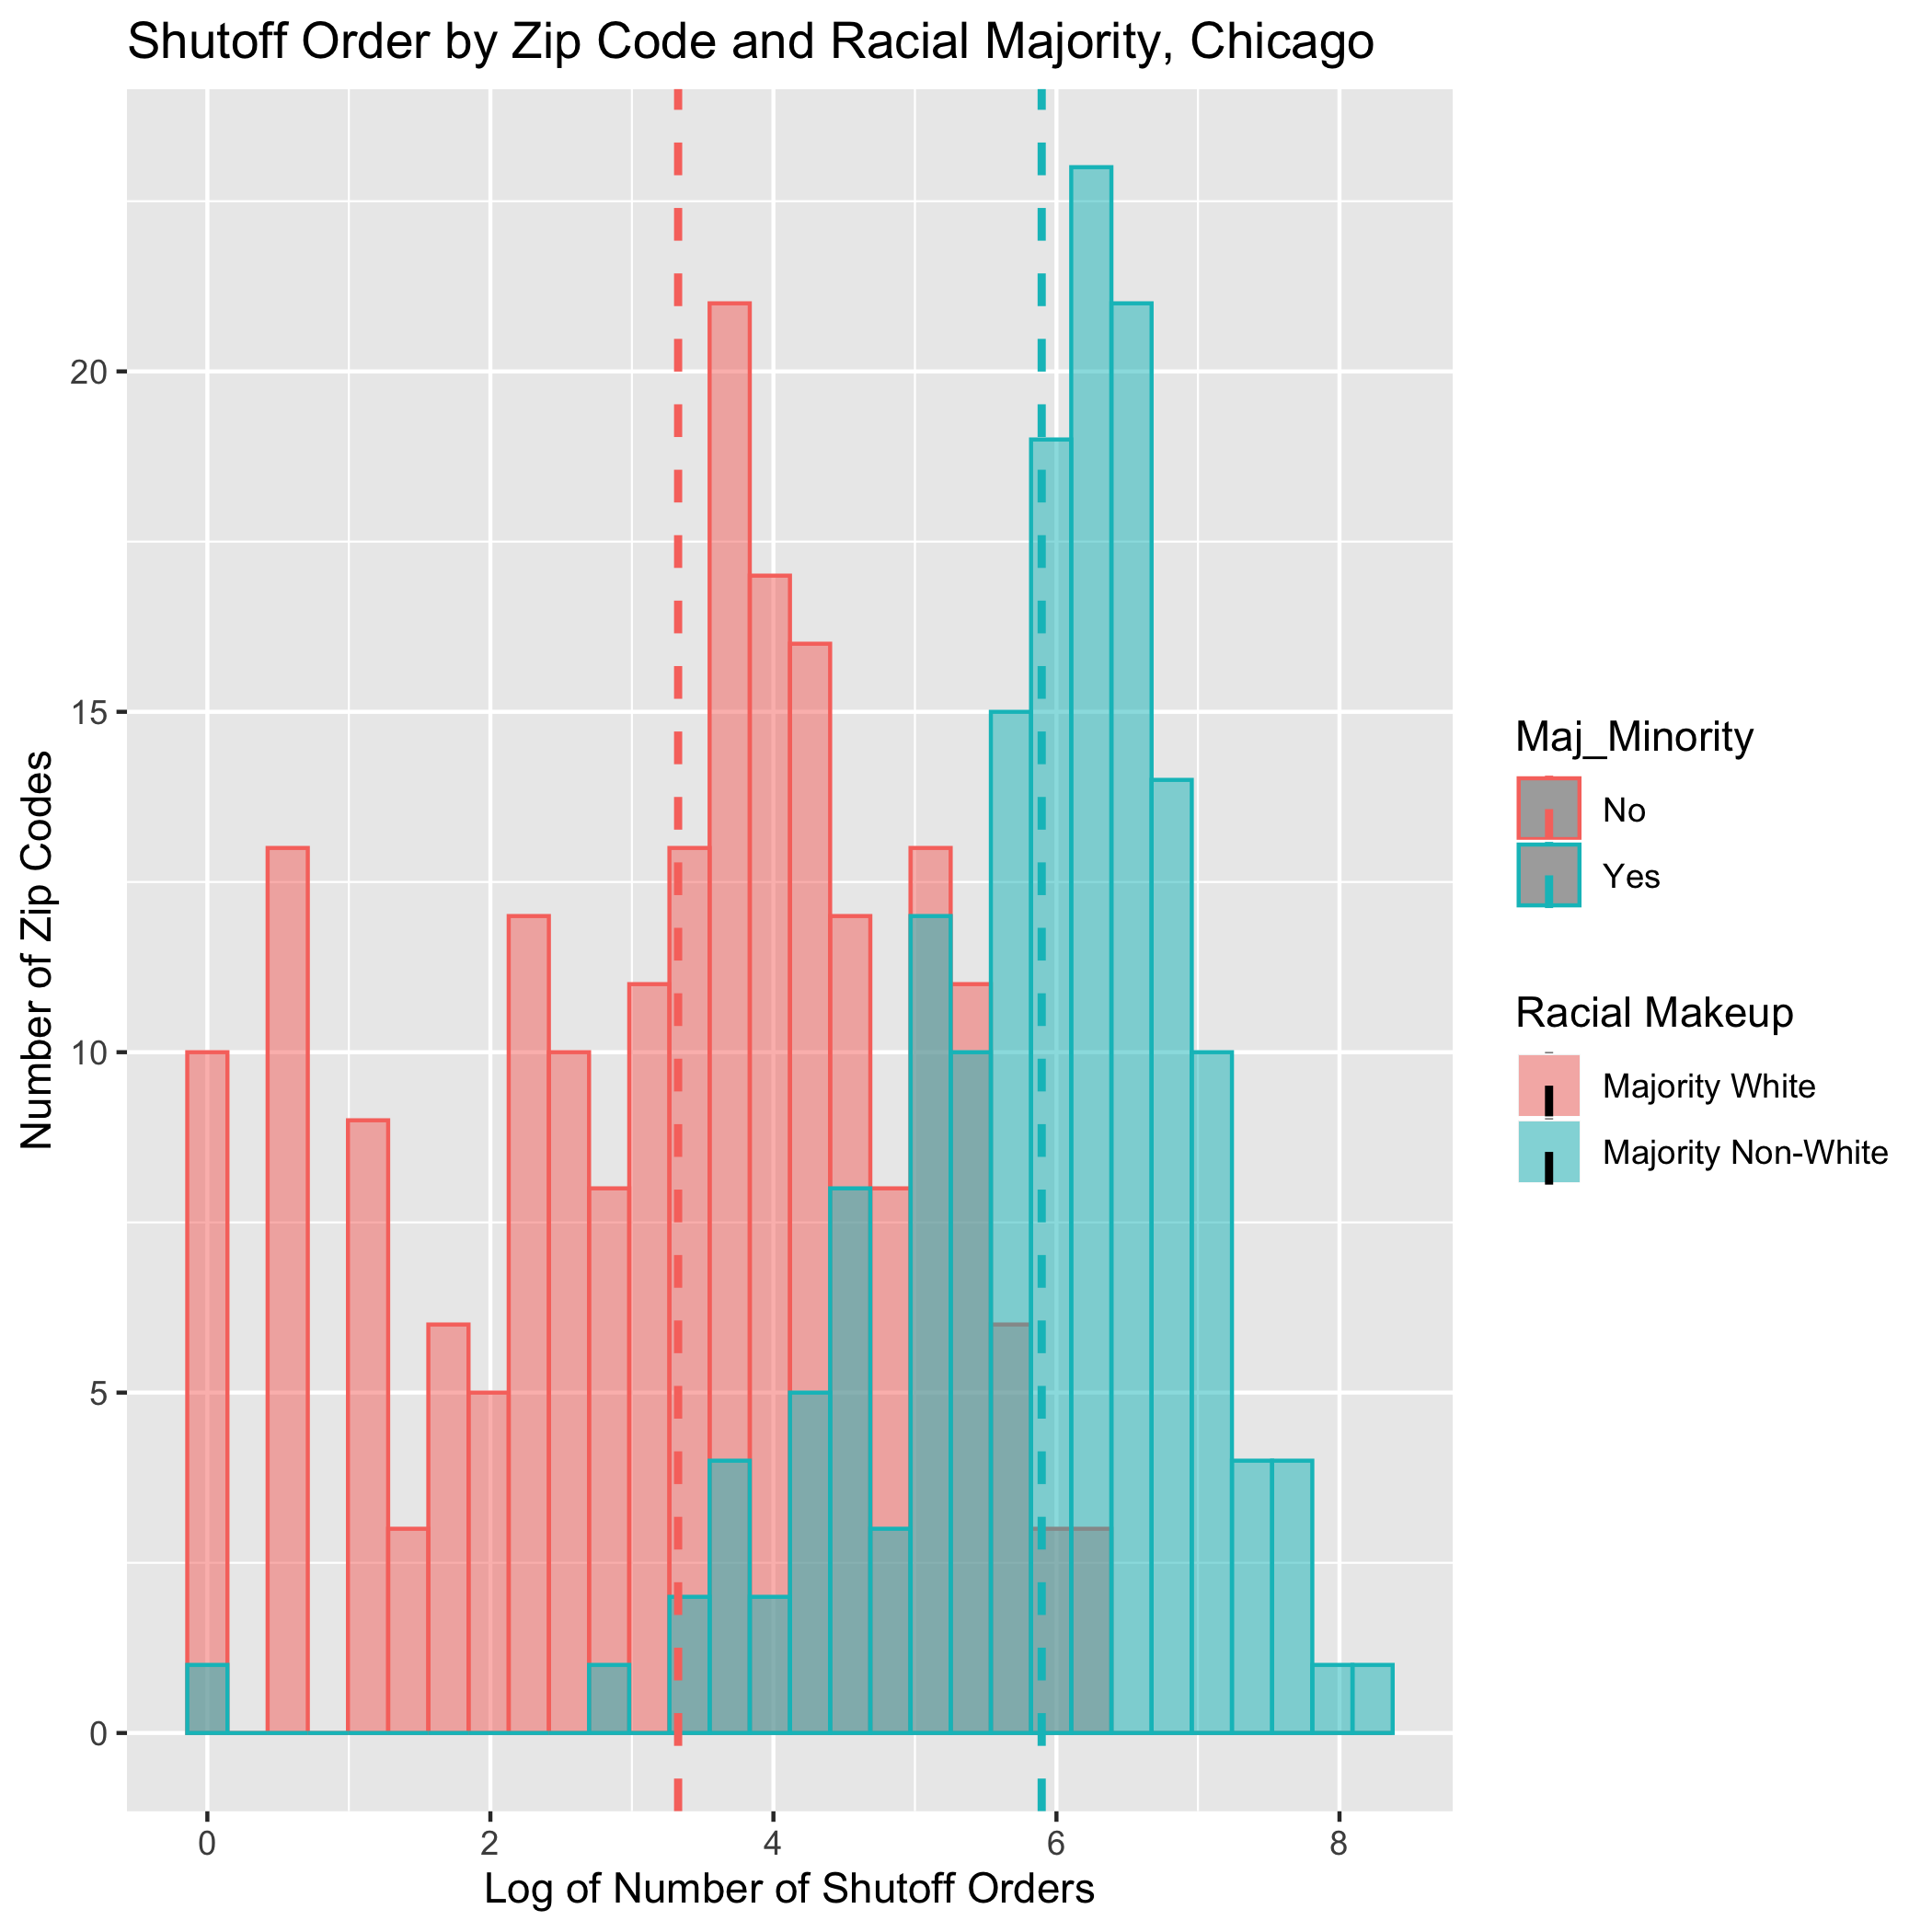 Shutoff Order by Zip Code and Racial Majority, Chicago
Number of Zip Codes
20
15
10
5
0
0 2 4 6 8
Log of Number of Shutoff Orders
Maj_Minority
No
Yes
Racial Makeup
Majority White
Majority Non-White